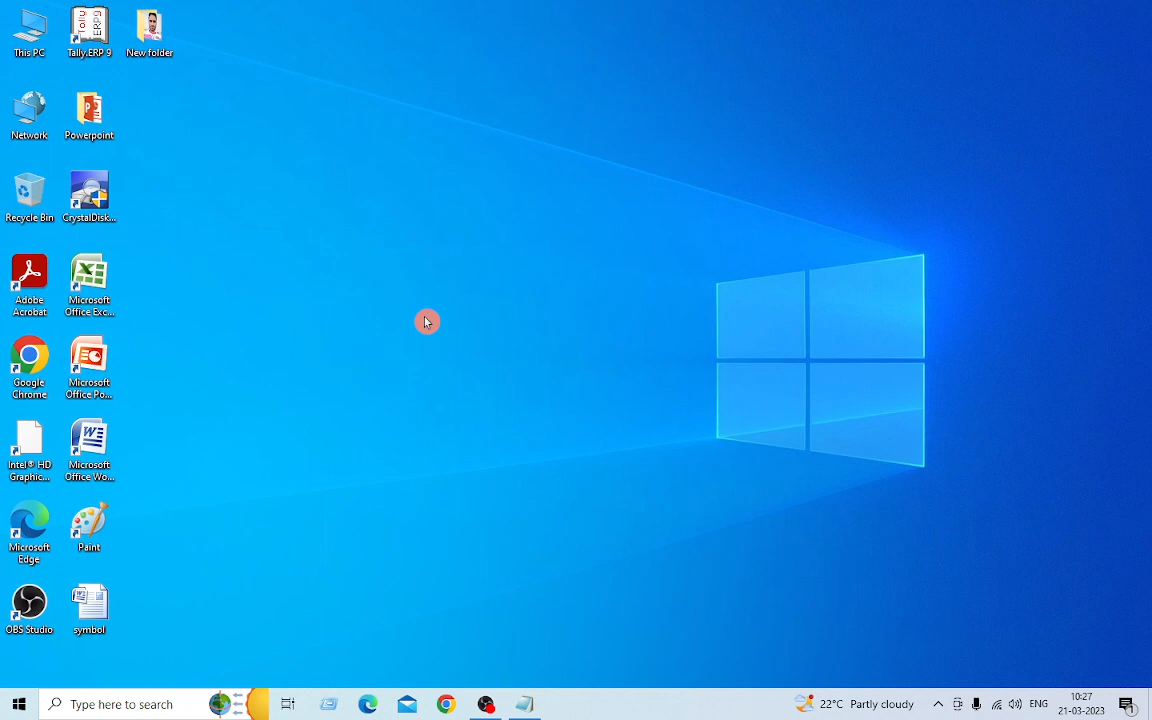 This PC
Tally.ERP 9
New folder
Network
Powerpoint
Recycle Bin
CrystalDisk...
Adobe
Acrobat
Microsoft
Office Exc...
Google
Chrome
Microsoft
Office Po...
Intel® HD
Graphic...
Microsoft
Office Wo...
Microsoft
Edge
Paint
OBS Studio
symbol
Type here to search
22°C Partly cloudy
ENG
10:27
21-03-2023
1